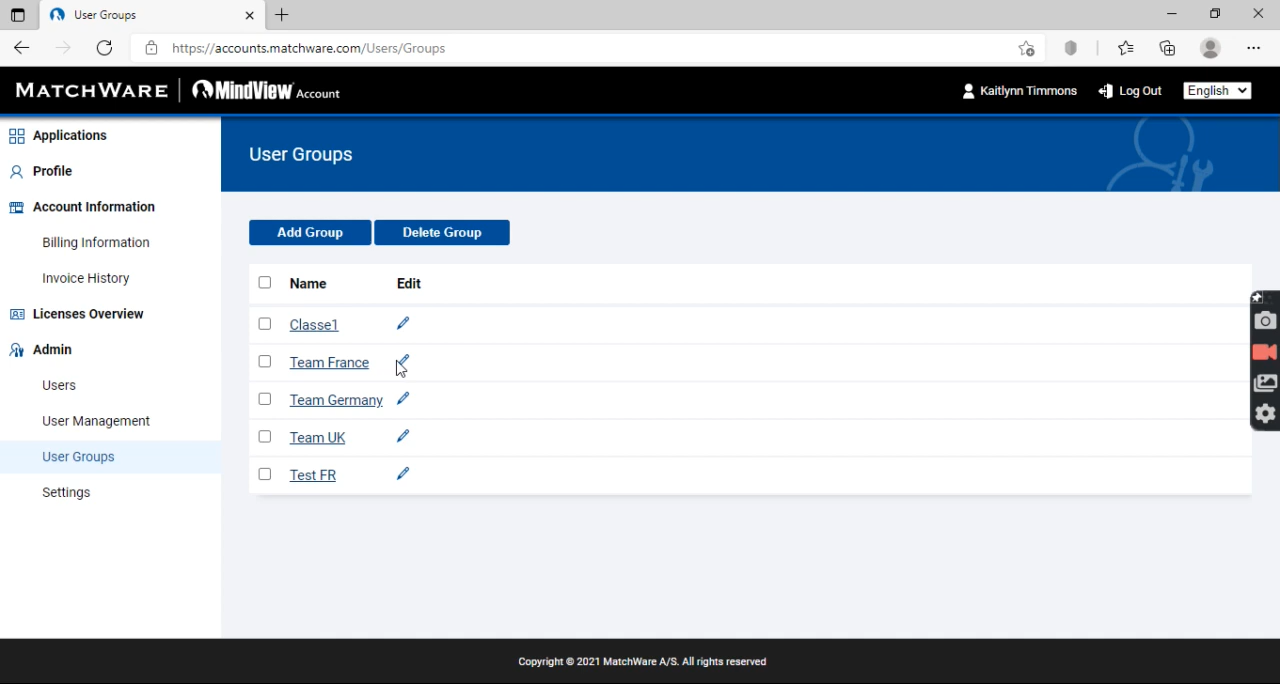 User Groups
https://accounts.matchware.com/Users/Groups
MATCHWARE MindView Account
Kaitlynn Timmons
Log Out
English
Applications
Profile
Account Information
Billing Information
Invoice History
Licenses Overview
Admin
Users
User Management
User Groups
Settings
User Groups
Add Group
Delete Group
Name Edit
Classe1
Team France
Team Germany
Team UK
Test FR
Copyright © 2021 MatchWare A/S. All rights reserved